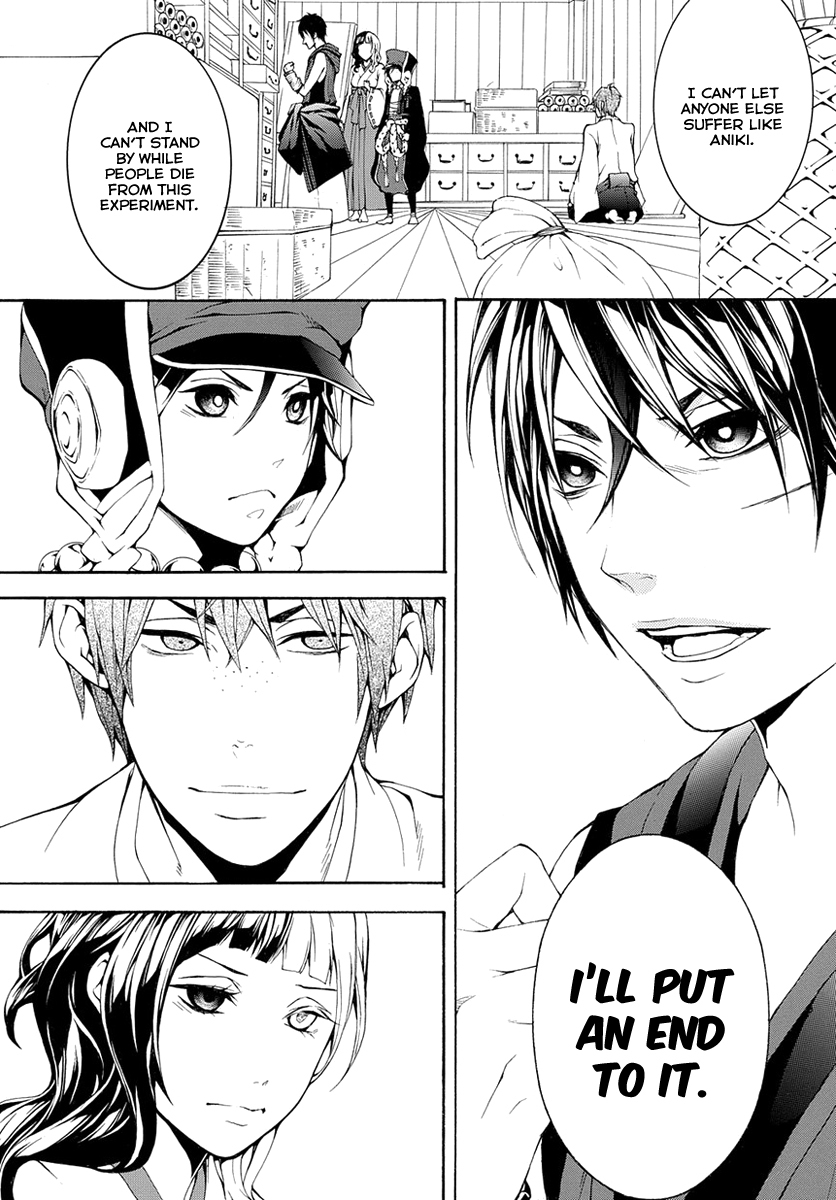 I CAN'T LET
ANYONE ELSE
SUFFER LIKE
ANIKI.
AND I
CAN'T STAND
BY WHILE
PEOPLE DIE
FROM THIS
EXPERIMENT.
I'LL PUT
AN END
TO IT.